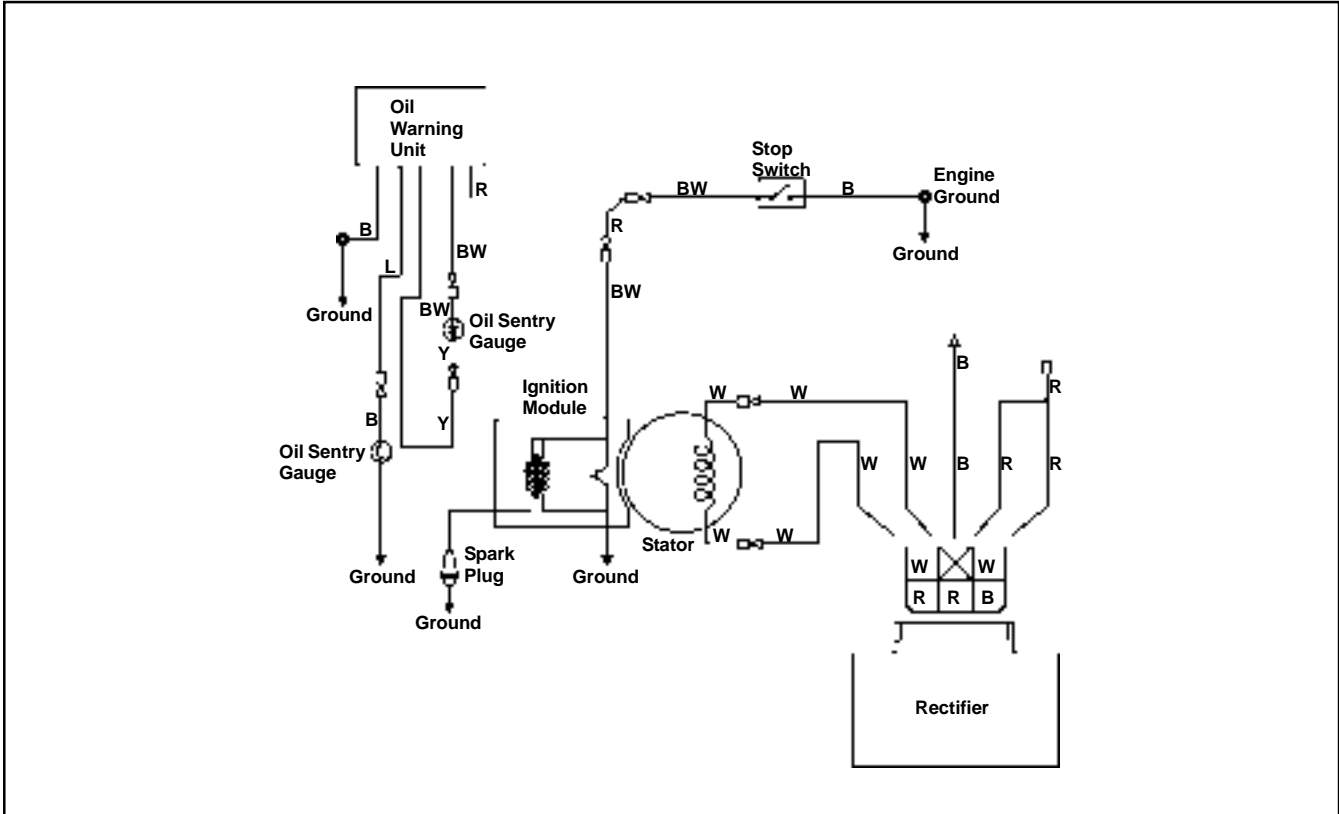 Oil
Warning
Unit
Stop
Switch
Engine
Ground
R
BW
B
B
R
Ground
BW
L
BW
Ground
BW
Oil Sentry
Gauge
Y
B
Ignition
Module
W
W
R
B
Y
Oil Sentry
Gauge
W
W
B
R
R
Stator
W
W
Spark
Plug
Ground
Ground
Ground
W
W
R
R
B
Rectifier